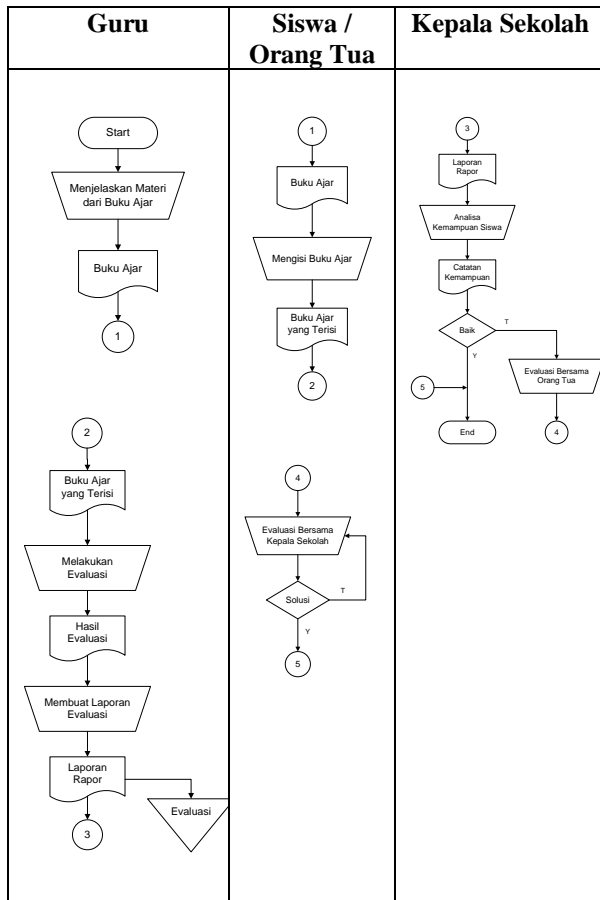 Guru
Siswa /
Orang Tua
Kepala Sekolah
Start
Menjelaskan Materi
dari Buku Ajar
Buku Ajar
1
2
Buku Ajar
yang Terisi
Melakukan
Evaluasi
Hasil
Evaluasi
Membuat Laporan
Evaluasi
Laporan
Rapor
Evaluasi
3
1
Buku Ajar
Mengisi Buku Ajar
Buku Ajar
yang Terisi
2
4
Evaluasi Bersama
Kepala Sekolah
Solusi
T
Y
5
3
Laporan
Rapor
Analisa
Kemampuan Siswa
Catatan
Kemampuan
Baik
T
Y
Evaluasi Bersama
Orang Tua
5
End
4